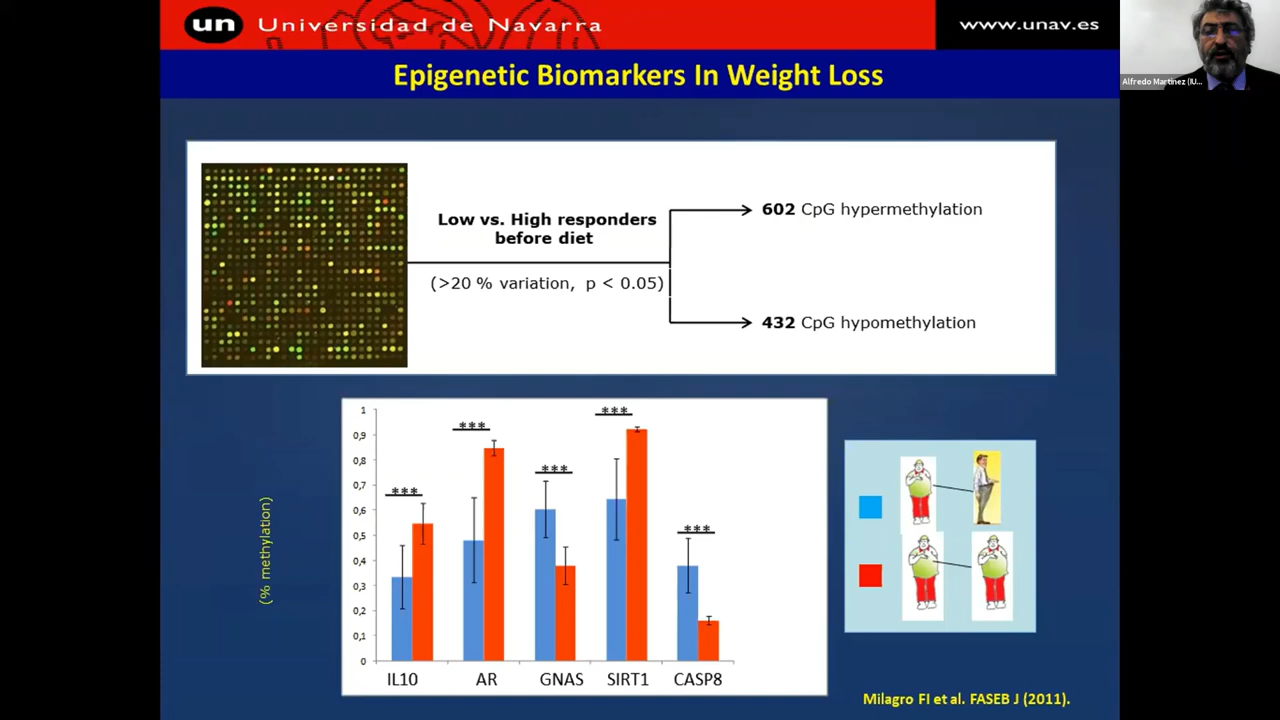 un Universidad de Navarra
www.unav.es
Alfredo Martínez (IU...
Epigenetic Biomarkers In Weight Loss
Low vs. High responders
before diet
(>20 % variation, p < 0.05)
602 CpG hypermethylation
432 CpG hypomethylation
(% methylation)
1
0,9
0,8
0,7
0,6
0,5
0,4
0,3
0,2
0,1
0
***
***
***
***
***
IL10 AR GNAS SIRT1 CASP8
Milagro FI et al. FASEB J (2011).